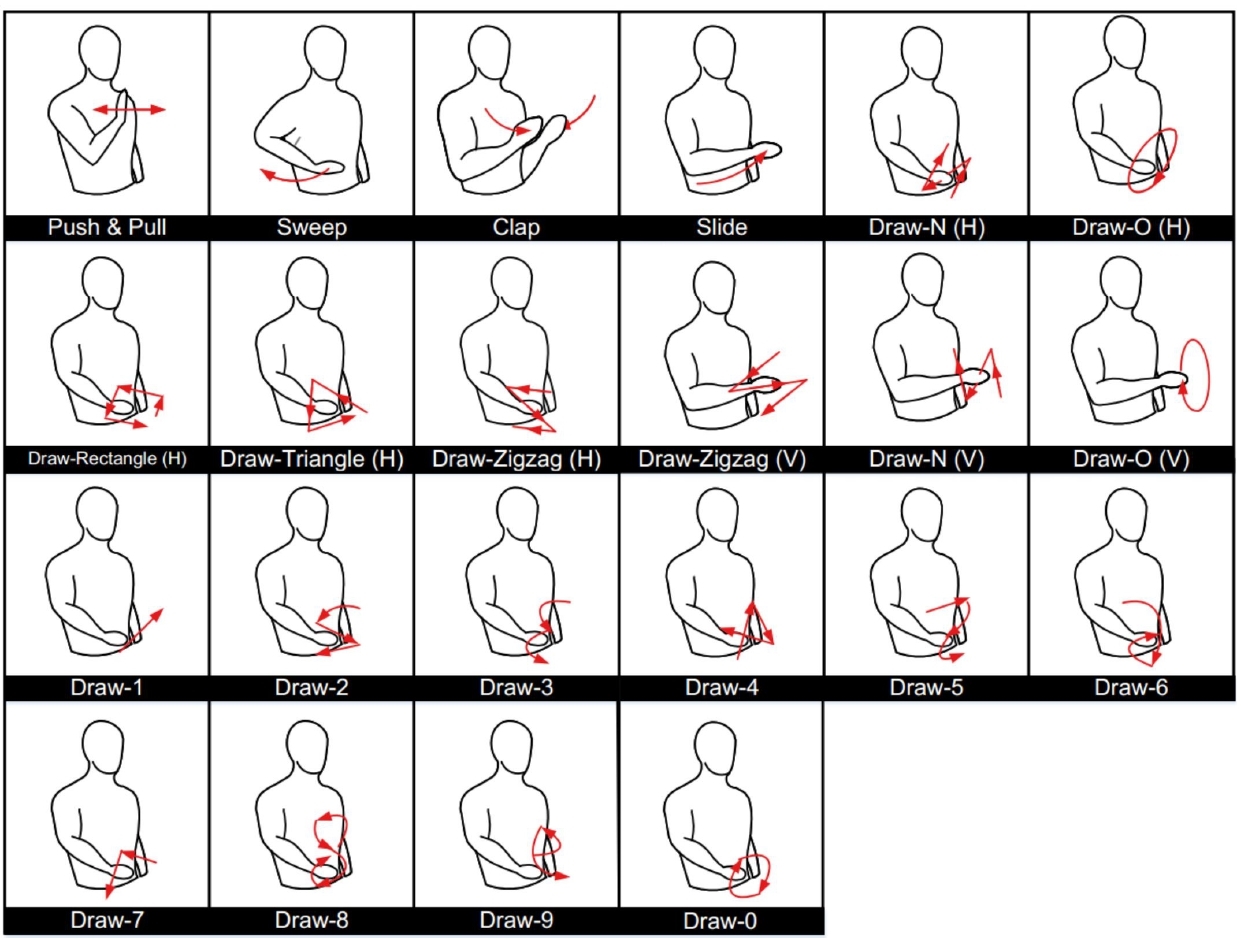 Push & Pull
Sweep
Clap
Slide
Draw-N (H)
Draw-O (H)
Draw-Rectangle (H)
Draw-Triangle (H)
Draw-Zigzag (H)
Draw-Zigzag (V)
Draw-N (V)
Draw-O (V)
Draw-1
Draw-2
Draw-3
Draw-4
Draw-5
Draw-6
Draw-7
Draw-8
Draw-9
Draw-0